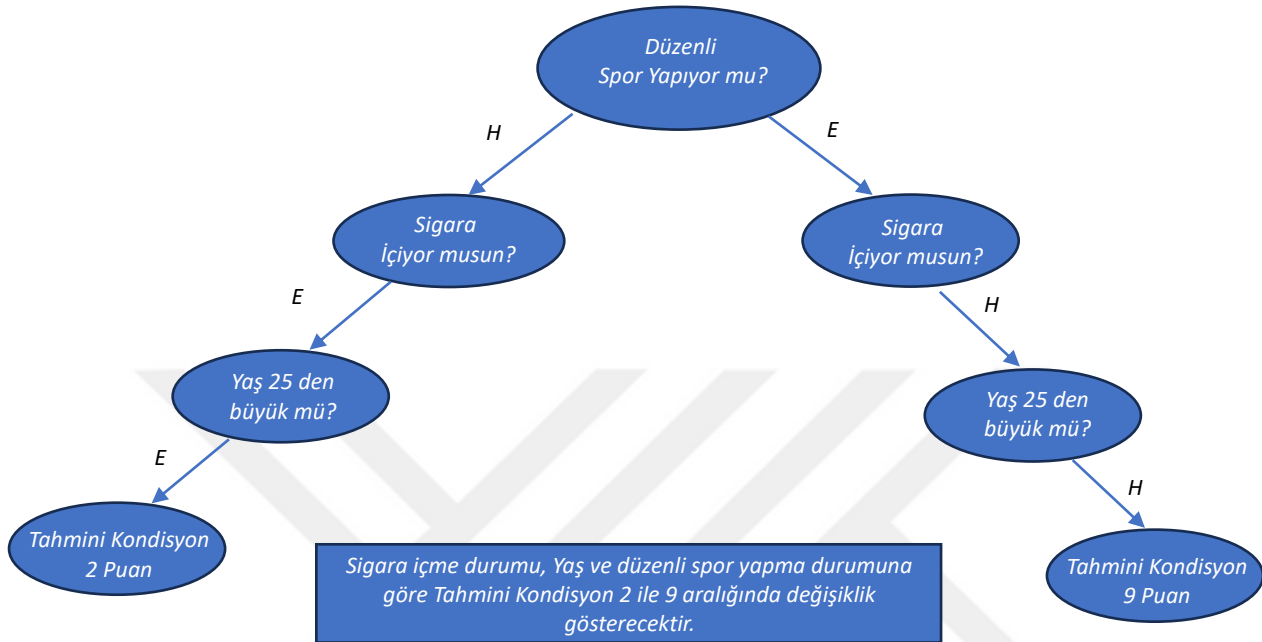 Düzenli
Spor Yapıyor mu?
H
E
Sigara
İçiyor musun?
Sigara
İçiyor musun?
E
H
Yaş 25 den
büyük mü?
Yaş 25 den
büyük mü?
E
H
Tahmini Kondisyon
2 Puan
Sigara içme durumu, Yaş ve düzenli spor yapma durumuna
göre Tahmini Kondisyon 2 ile 9 aralığında değişiklik
gösterecektir.
Tahmini Kondisyon
9 Puan